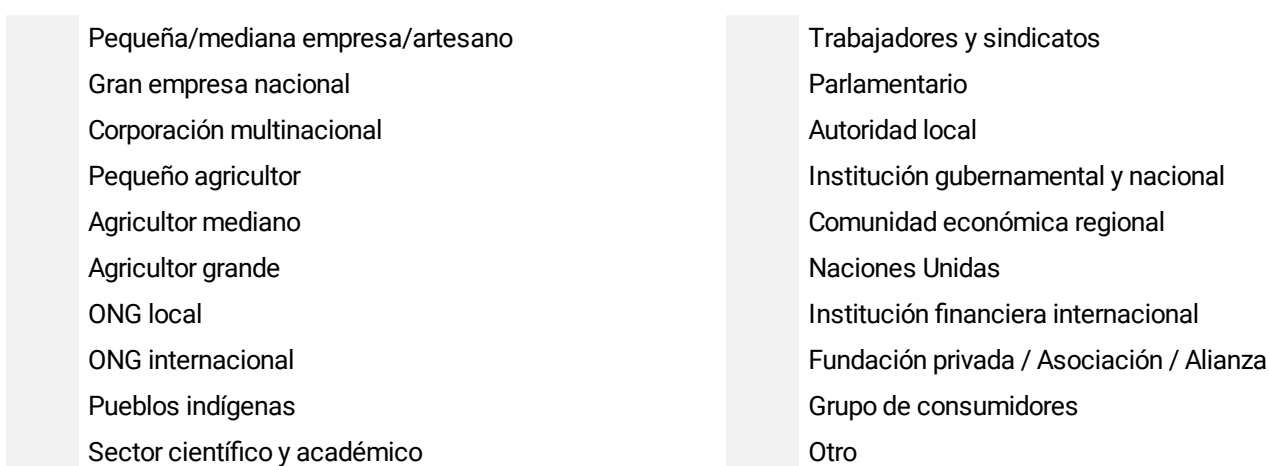 Pequeña/mediana empresa/artesano
Gran empresa nacional
Corporación multinacional
Pequeño agricultor
Agricultor mediano
Agricultor grande
ONG local
ONG internacional
Pueblos indígenas
Sector científico y académico
Trabajadores y sindicatos
Parlamentario
Autoridad local
Institución gubernamental y nacional
Comunidad económica regional
Naciones Unidas
Institución financiera internacional
Fundación privada / Asociación / Alianza
Grupo de consumidores
Otro